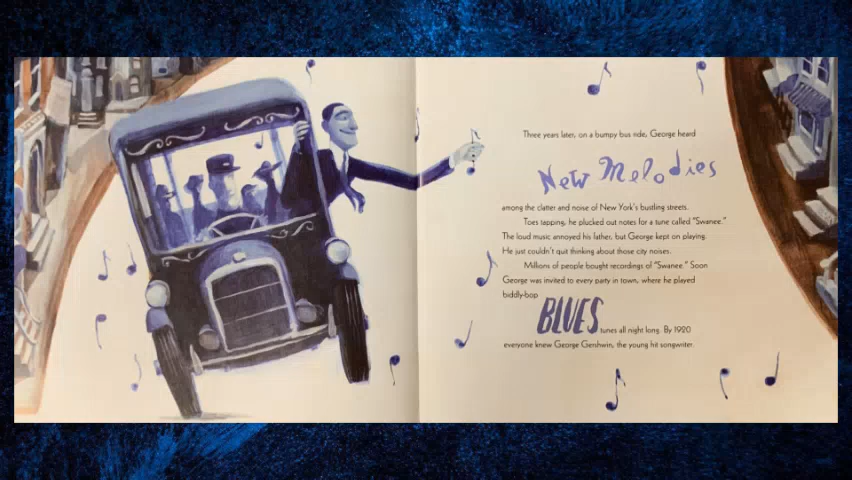 Three years later, on a bumpy bus ride, George heard
New Melodies
among the clatter and noise of New York's bustling streets.
Toes tapping, he plucked out notes for a tune called "Swanee."
The loud music annoyed his father, but George kept on playing.
He just couldn't quit thinking about those city noises.
Millions of people bought recordings of "Swanee." Soon
George was invited to every party in town, where he played
biddly-bop
BLUES tunes all night long. By 1920
everyone knew George Gershwin, the young hit songwriter.